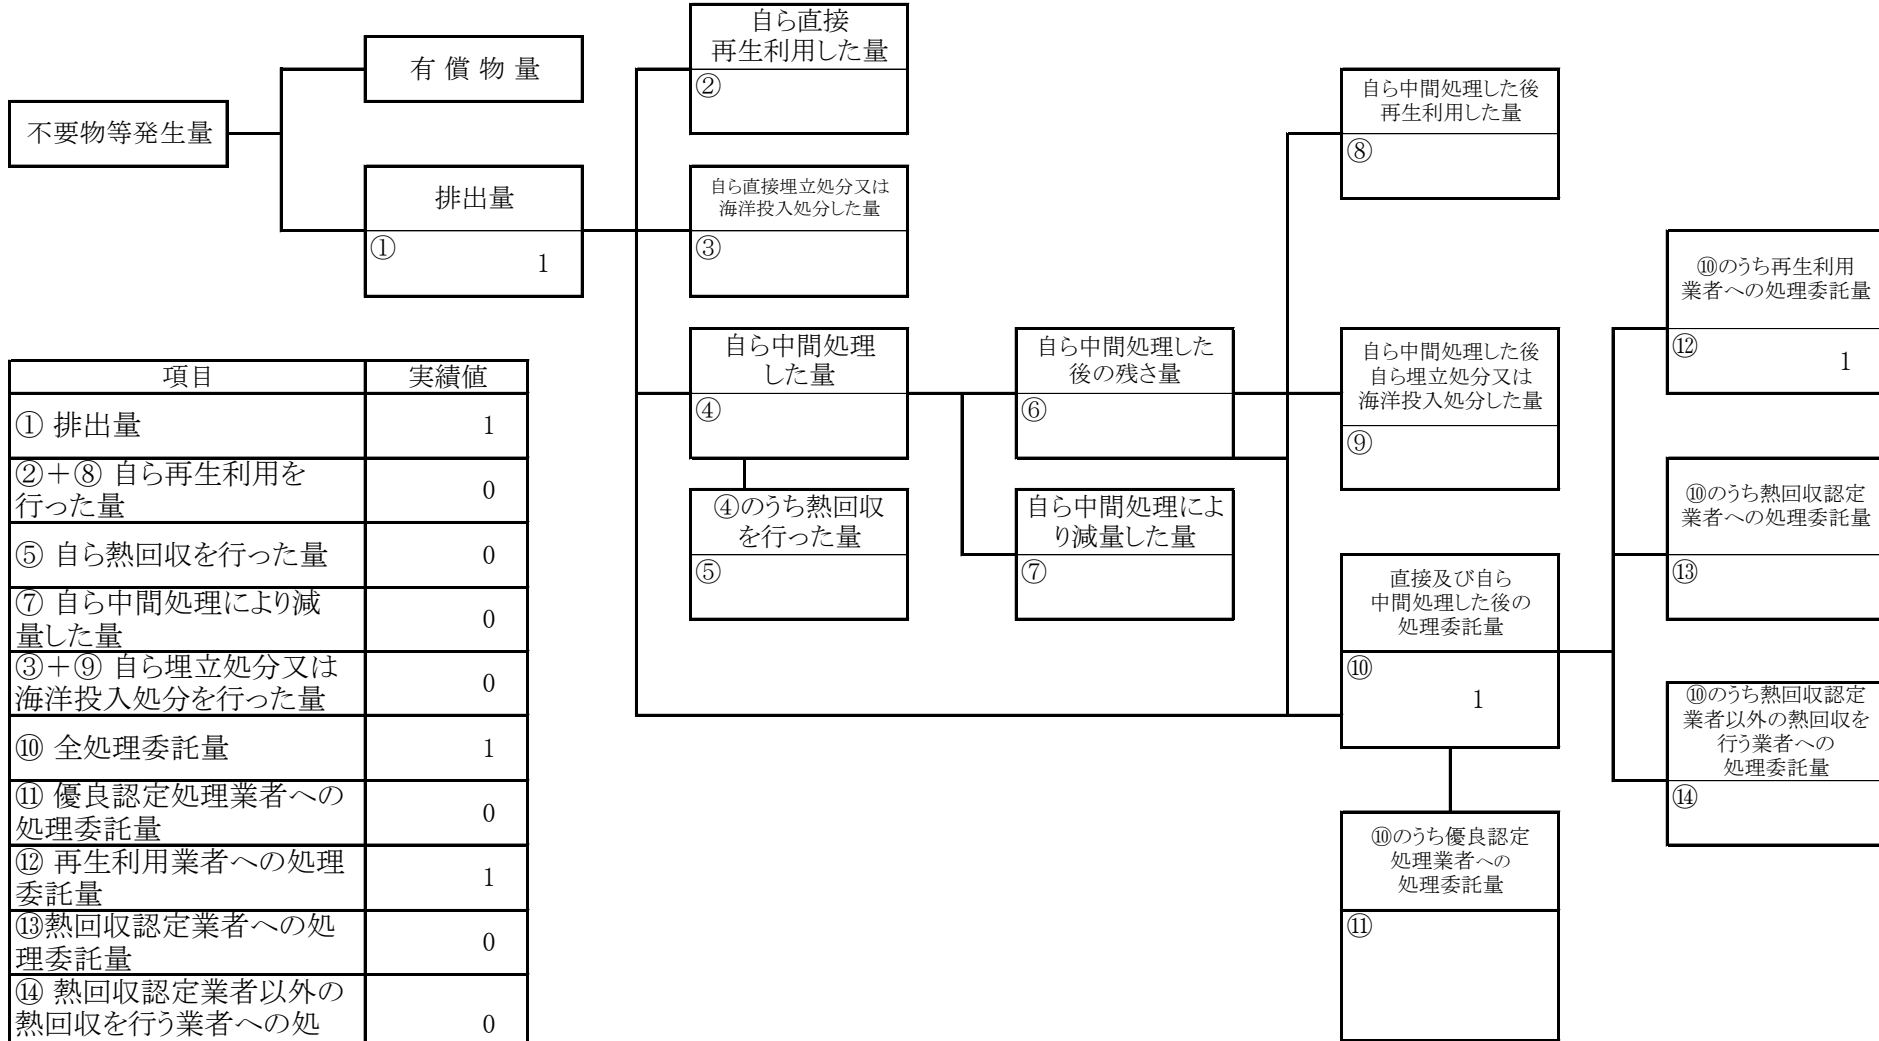 不要物等発生量
有償物量
排出量
①
1
自ら直接
再生利用した量
②
自ら直接埋立処分又は
海洋投入処分した量
③
自ら中間処理
した量
④
④のうち熱回収
を行った量
⑤
自ら中間処理した
後の残さ量
⑥
自ら中間処理によ
り減量した量
⑦
自ら中間処理した後
再生利用した量
⑧
自ら中間処理した後
自ら埋立処分又は
海洋投入処分した量
⑨
直接及び自ら
中間処理した後の
処理委託量
⑩
1
⑩のうち優良認定
処理業者への
処理委託量
⑪
⑩のうち再生利用
業者への処理委託量
⑫
1
⑩のうち熱回収認定
業者への処理委託量
⑬
⑩のうち熱回収認定
業者以外の熱回収を
行う業者への
処理委託量
⑭
項目 実績値
① 排出量 1
②+⑧ 自ら再生利用を
行った量 0
⑤ 自ら熱回収を行った量 0
⑦ 自ら中間処理により減
量した量 0
③+⑨ 自ら埋立処分又は
海洋投入処分を行った量 0
⑩ 全処理委託量 1
⑪ 優良認定処理業者への
処理委託量 0
⑫ 再生利用業者への処理
委託量 1
⑬熱回収認定業者への処
理委託量 0
⑭ 熱回収認定業者以外の
熱回収を行う業者への処 0